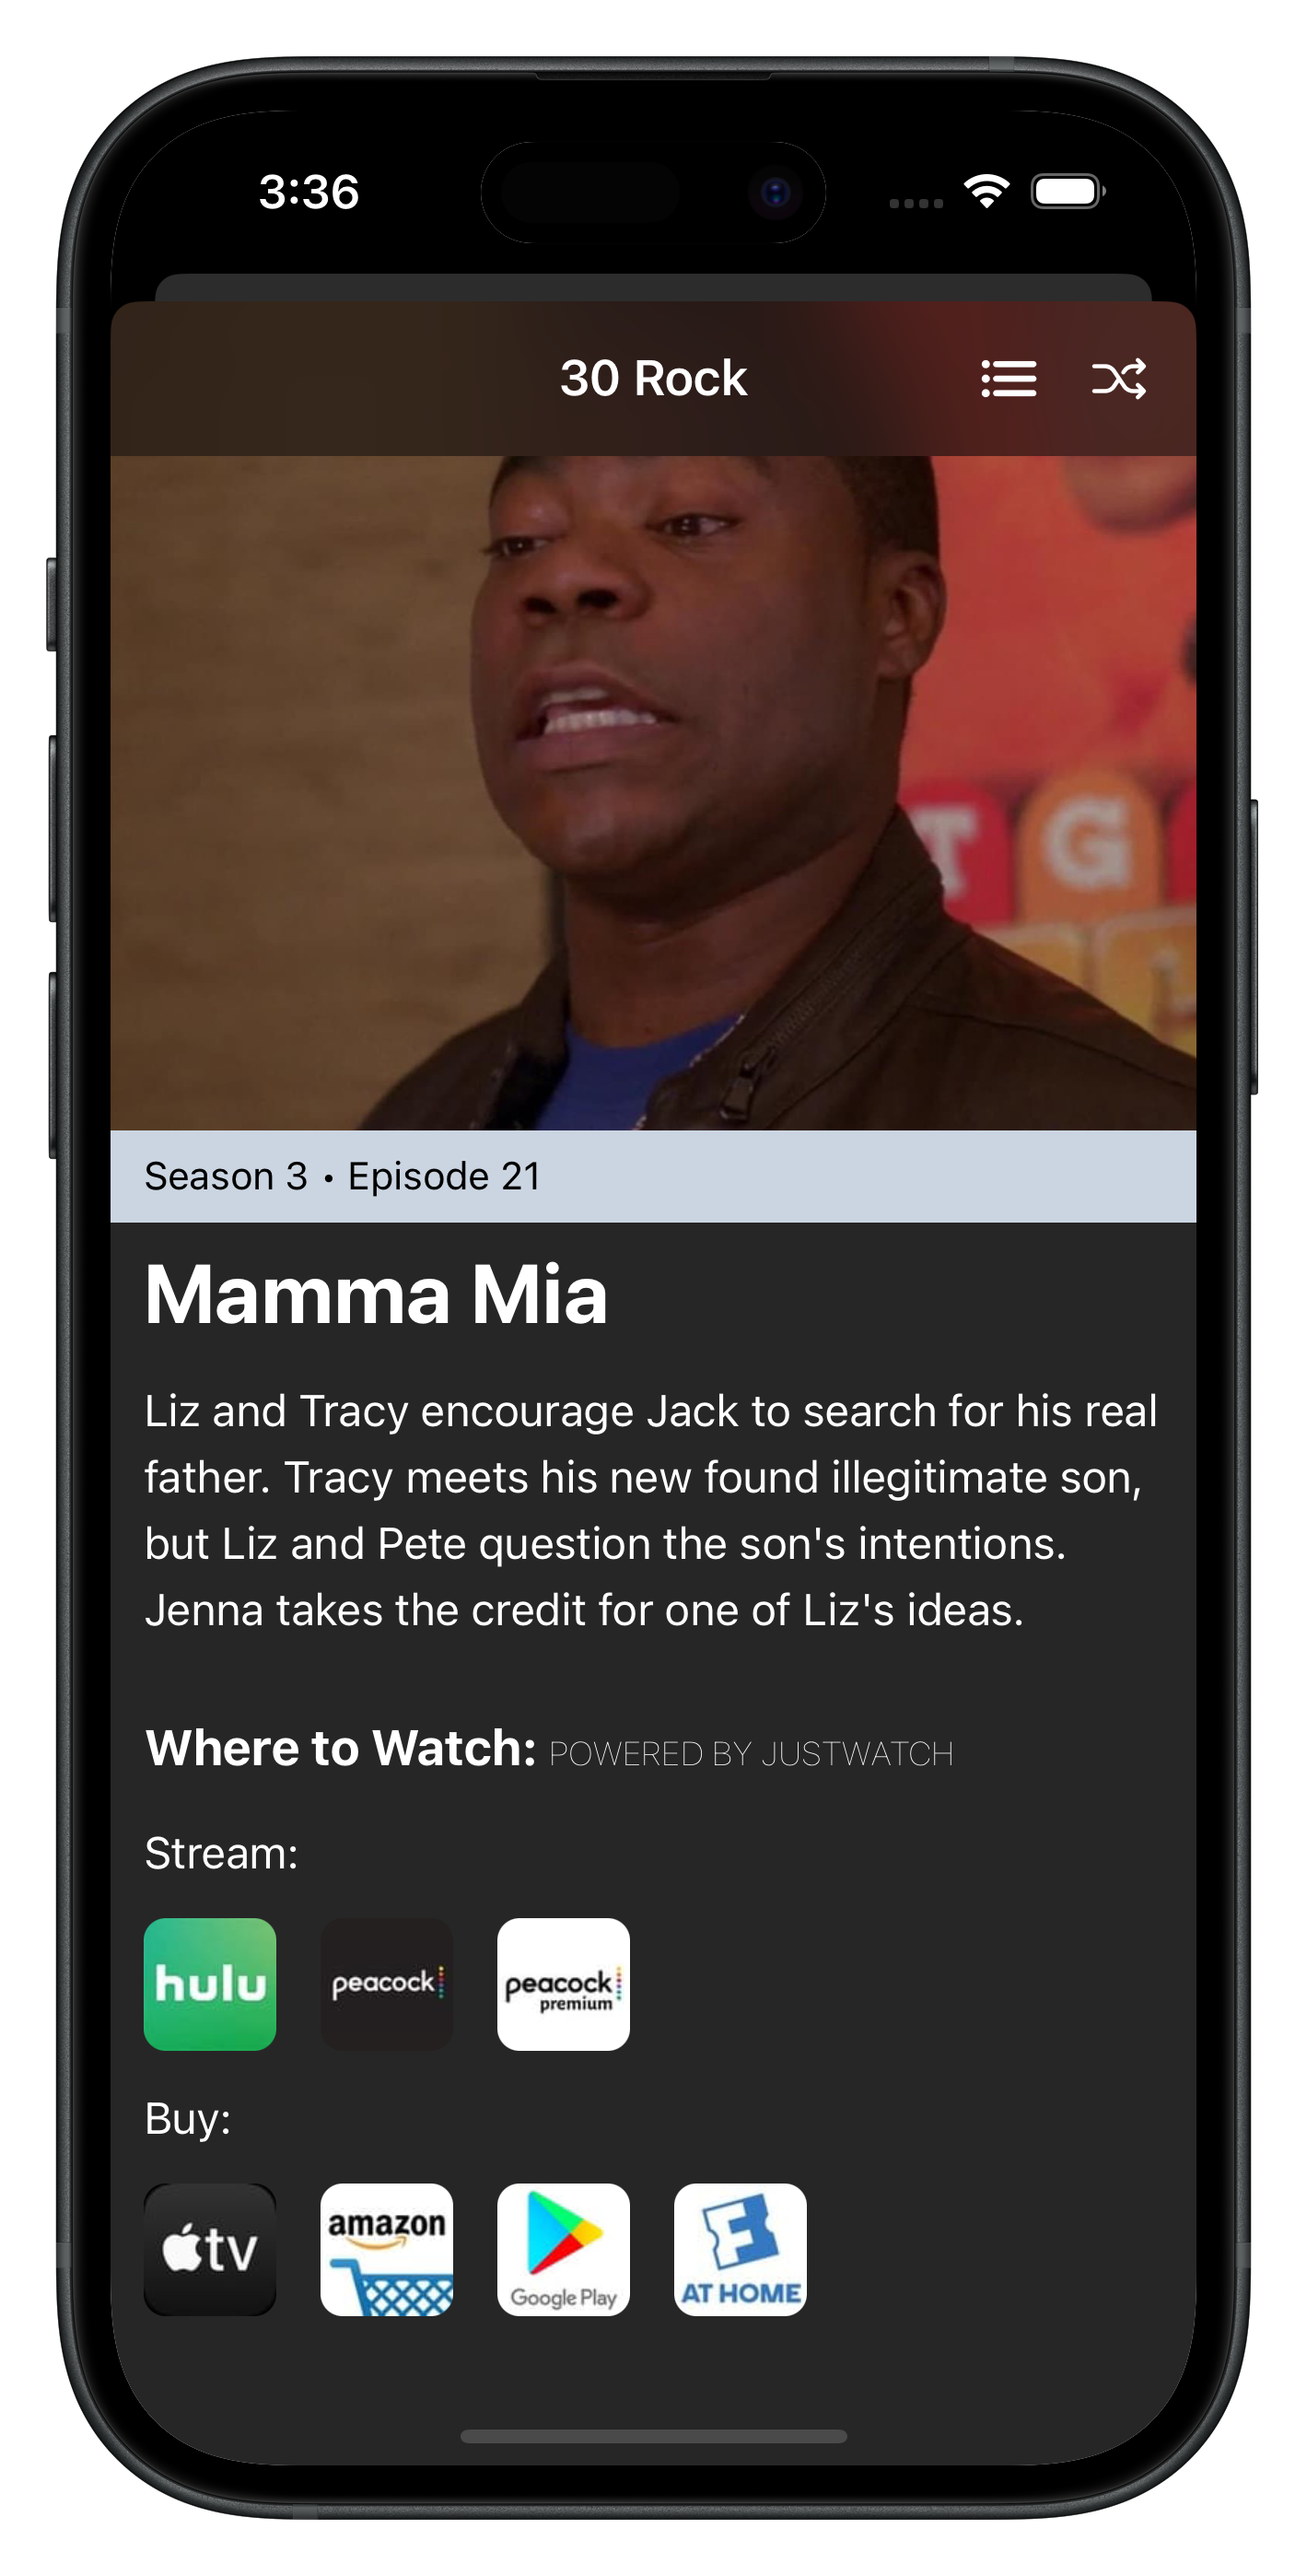 3:36
30 Rock
T G
Season 3 • Episode 21
Mamma Mia
Liz and Tracy encourage Jack to search for his real
father. Tracy meets his new found illegitimate son,
but Liz and Pete question the son's intentions.
Jenna takes the credit for one of Liz's ideas.
Where to Watch: POWERED BY JUSTWATCH
Stream:
hulu peacock peacock premium
Buy:
tv amazon Google Play F AT HOME